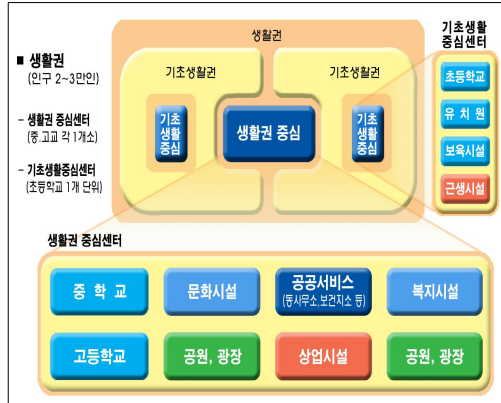 ■ 생활권
(인구 2~3만인)
- 생활권 중심센터
(중.고교 각 1개소)
- 기초생활중심센터
(초등학교 1개 단위)
생활권
기초생활권
기초생활권
기초
생활
중심
생활권 중심
기초
생활
중심
기초생활
중심센터
초등학교
유 치 원
보육시설
근생시설
생활권 중심센터
중 학 교
문화시설
공공서비스
(동사무소,보건지소 등)
복지시설
고등학교
공원, 광장
상업시설
공원, 광장